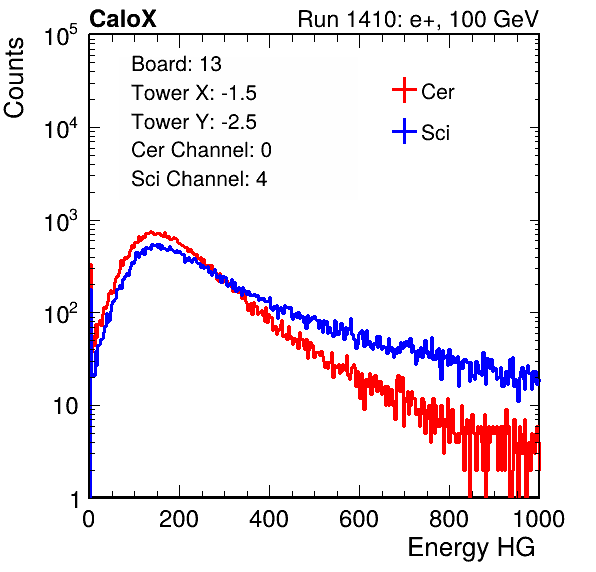 CaloX Run 1410: e+, 100 GeV
Counts
10^5
10^4
10^3
10^2
10
1
Board: 13
Tower X: -1.5
Tower Y: -2.5
Cer Channel: 0
Sci Channel: 4
Cer
Sci
0 200 400 600 800 1000
Energy HG